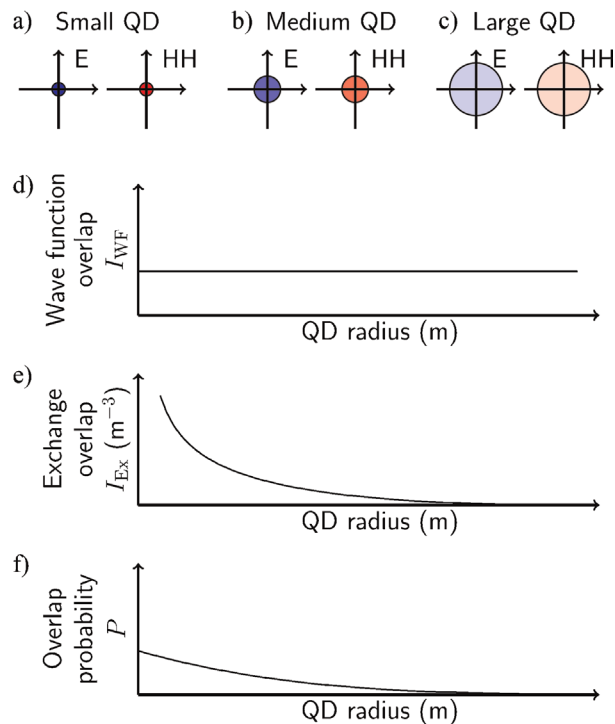 a) Small QD
E
HH
b) Medium QD
E
HH
c) Large QD
E
HH
d)
Wave function
overlap
I_WF
QD radius (m)
e)
Exchange
overlap
I_Ex (m⁻³)
QD radius (m)
f)
Overlap
probability
P
QD radius (m)